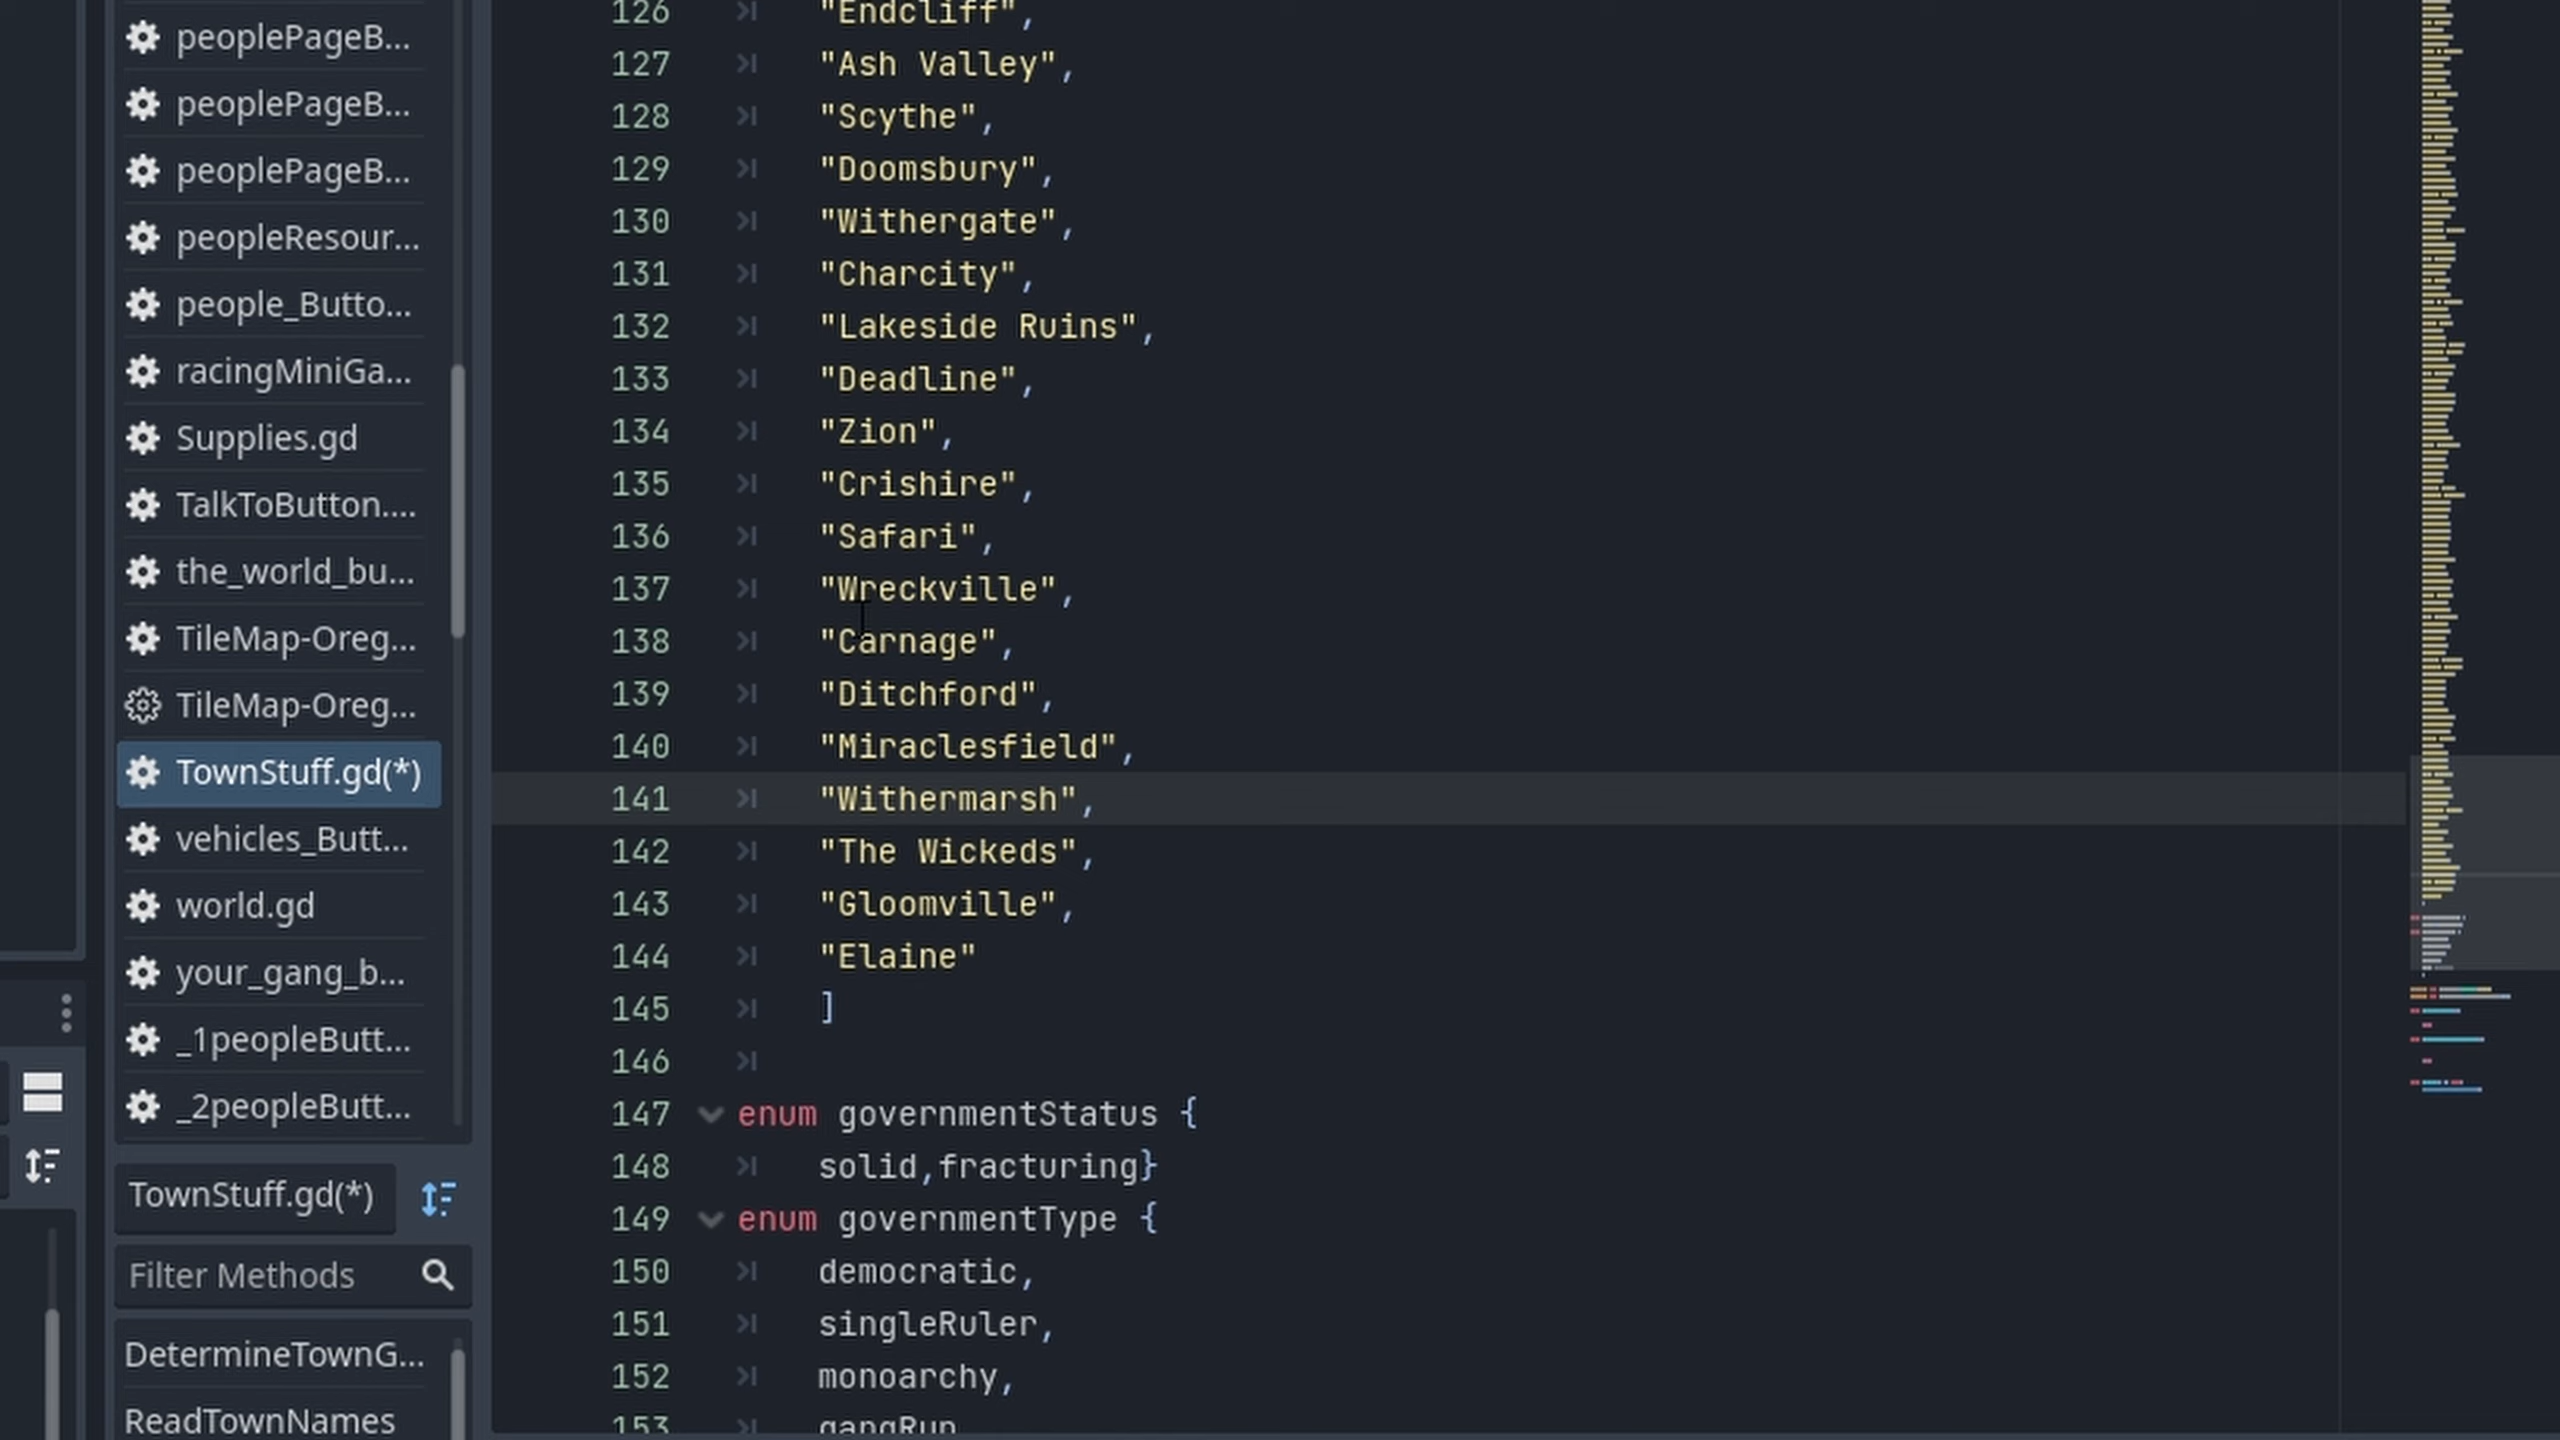 peoplePageB...
peoplePageB...
peoplePageB...
peopleResour...
people_Butto...
racingMiniGa...
Supplies.gd
TalkToButton....
the_world_bu...
TileMap-Oreg...
TileMap-Oreg...
TownStuff.gd(*)
vehicles_Butt...
world.gd
your_gang_b...
_1peopleButt...
_2peopleButt...
TownStuff.gd(*)
Filter Methods
DetermineTownG...
ReadTownNames
126 "Endcliff",
127 "Ash Valley",
128 "Scythe",
129 "Doomsbury",
130 "Withergate",
131 "Charcity",
132 "Lakeside Ruins",
133 "Deadline",
134 "Zion",
135 "Crishire",
136 "Safari",
137 "Wreckville",
138 "Carnage",
139 "Ditchford",
140 "Miraclesfield",
141 "Withermarsh",
142 "The Wickeds",
143 "Gloomville",
144 "Elaine"
145 ]
146
147 enum governmentStatus {
148 solid,fracturing}
149 enum governmentType {
150 democratic,
151 singleRuler,
152 monoarchy,
153 gangRun